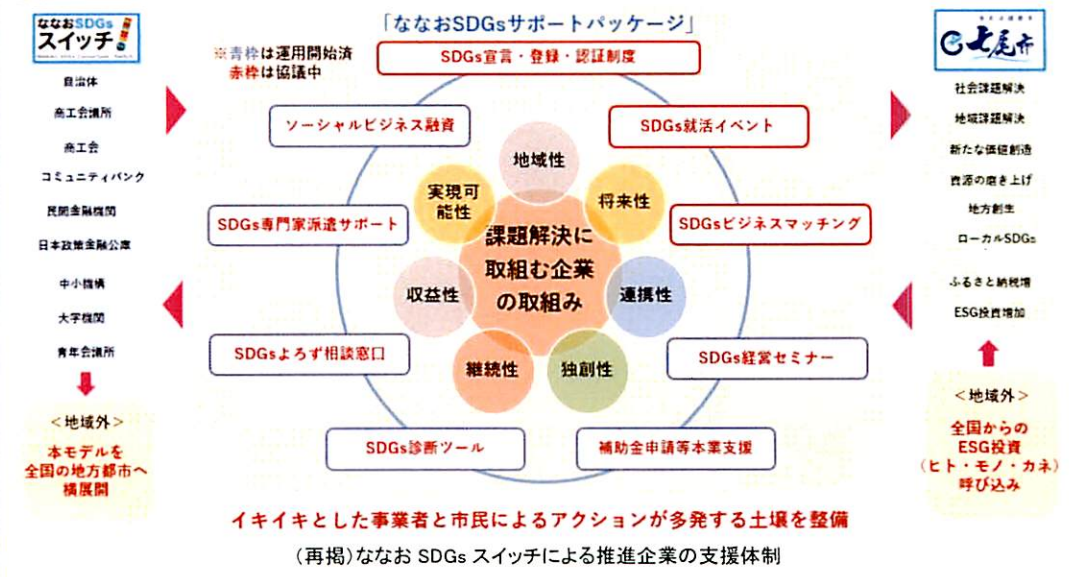 ななおSDGs
スイッチ!
自治体
商工会議所
商工会
コミュニティバンク
民間金融機関
日本政策金融公庫
中小機構
大学機関
青年会議所
<地域外>
本モデルを
全国の地方都市へ
横展開
「ななおSDGsサポートパッケージ」
※青枠は運用開始済
赤枠は協議中
SDGs宣言・登録・認証制度
ソーシャルビジネス融資
SDGs就活イベント
SDGs専門家派遣サポート
SDGsビジネスマッチング
SDGsよろず相談窓口
SDGs経営セミナー
SDGs診断ツール
補助金申請等本業支援
地域性
実現可
能性
将来性
収益性
連携性
継続性
独創性
課題解決に
取組む企業
の取組み
七尾市
社会課題解決
地域課題解決
新たな価値創造
資源の磨き上げ
地方創生
ローカルSDGs
ふるさと納税増
ESG投資増加
<地域外>
全国からの
ESG投資
(ヒト・モノ・カネ)
呼び込み
イキイキとした事業者と市民によるアクションが多発する土壌を整備
(再掲)ななお SDGs スイッチによる推進企業の支援体制